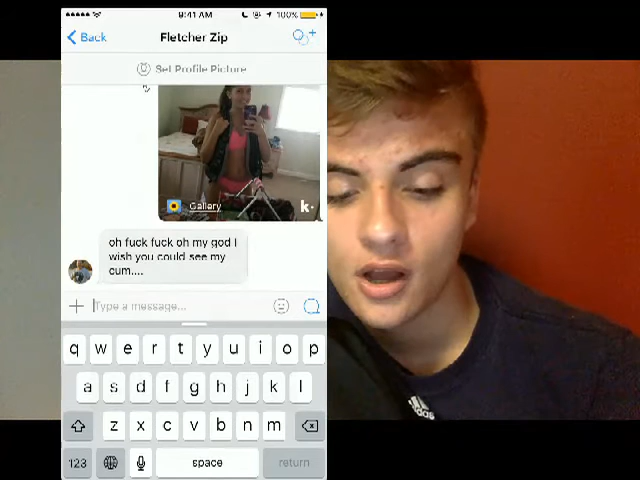 9:41 AM
100%
Back
Fletcher Zip
Set Profile Picture
Gallery
k·
oh fuck fuck oh my god I
wish you could see my
cum....
Type a message...
q w e r t y u i o p
a s d f g h j k l
z x c v b n m
123
space
return
adidas